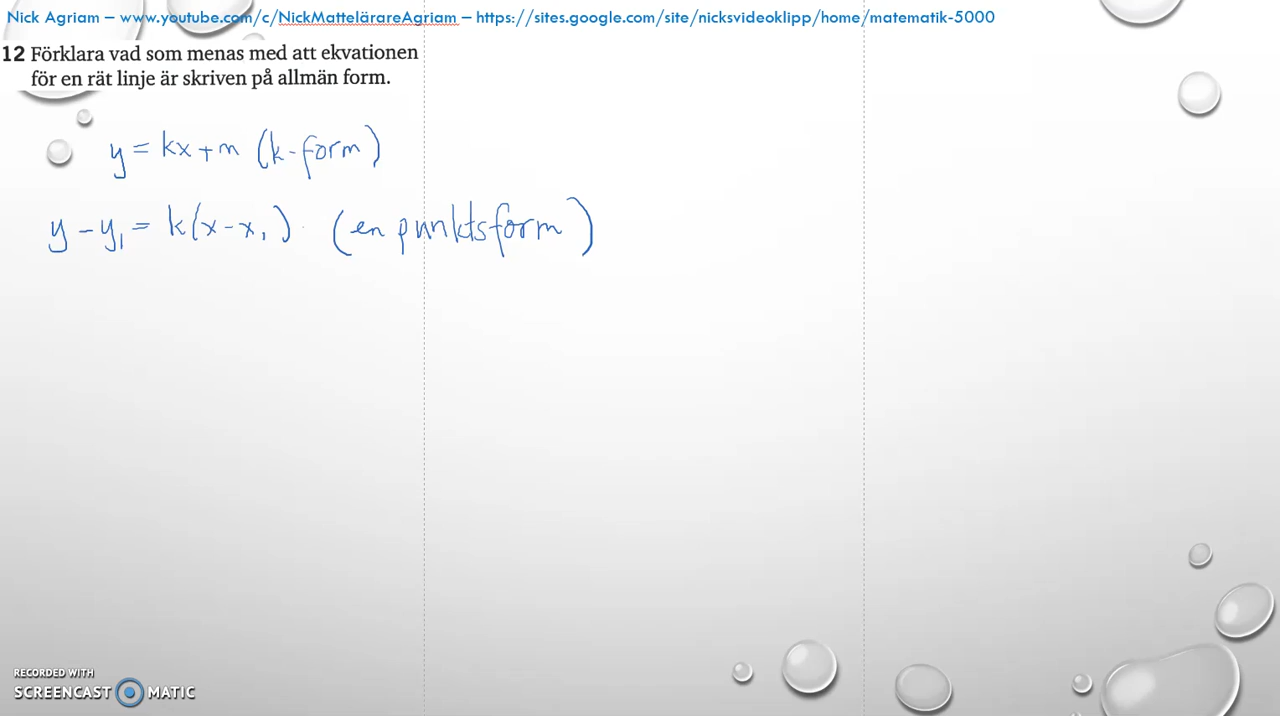 Nick Agriam – www.youtube.com/c/NickMattelärareAgriam – https://sites.google.com/site/nicksvideoklipp/home/matematik-5000
12 Förklara vad som menas med att ekvationen
för en rät linje är skriven på allmän form.
y = kx + m (k-form)
y - y₁ = k(x - x₁) (en punktsform)
RECORDED WITH
SCREENCAST MATIC